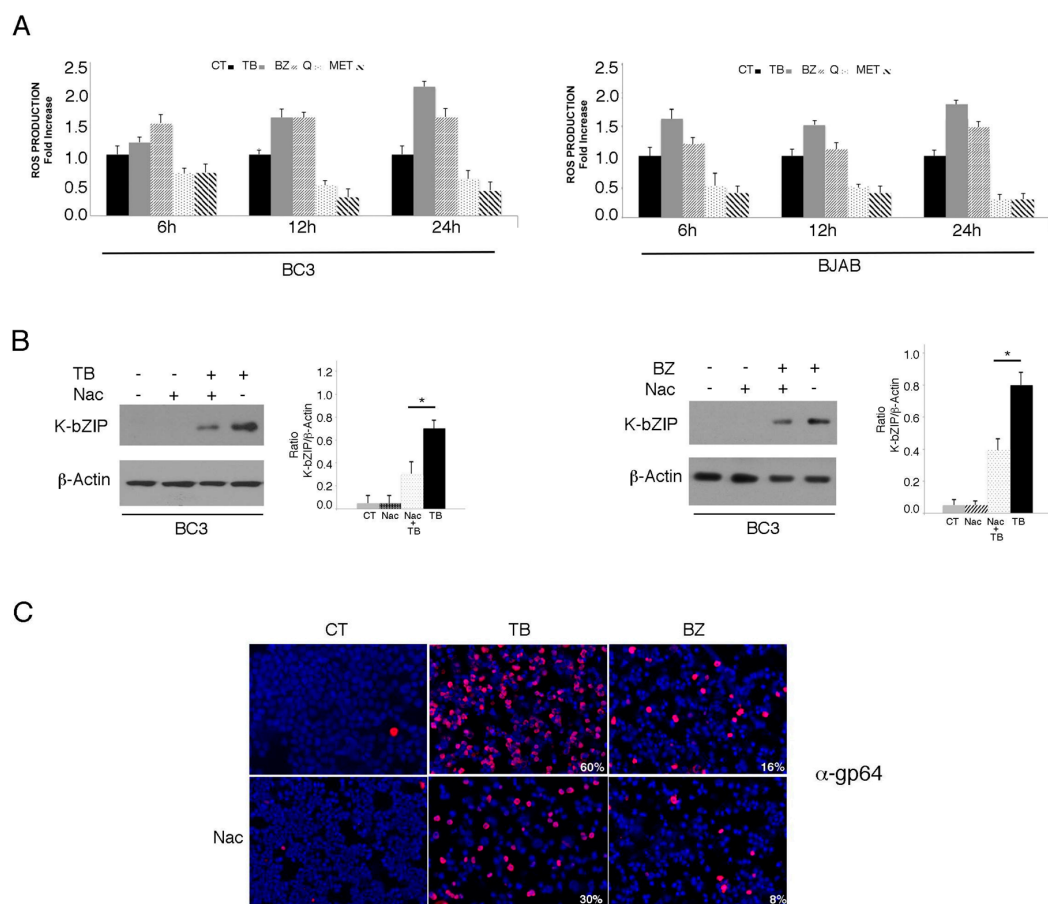 A
CT TB BZ Q MET
ROS PRODUCTION
Fold Increase
2.5
2.0
1.5
1.0
0.5
0.0
6h 12h 24h
BC3
CT TB BZ Q MET
ROS PRODUCTION
Fold Increase
2.5
2.0
1.5
1.0
0.5
0.0
6h 12h 24h
BJAB
B
TB - - + +
Nac - + + -
K-bZIP
β-Actin
BC3
Ratio
K-bZIP/β-Actin
1.2
1.0
0.8
0.6
0.4
0.2
0.0
*
CT Nac Nac + TB TB
BZ - - + +
Nac - + + -
K-bZIP
β-Actin
BC3
Ratio
K-bZIP/β-Actin
1.0
0.8
0.6
0.4
0.2
0.0
*
CT Nac Nac + TB TB
C
CT TB BZ
60% 16%
α-gp64
Nac
30% 8%